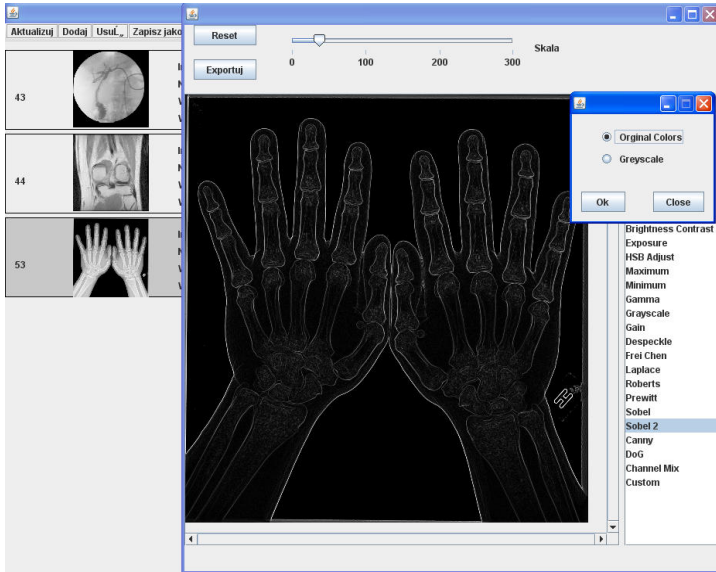 Aktualizuj Dodaj UsuĹ„ Zapisz jako
43
44
53
Reset
Exportuj
0 100 200 300
Skala
Orginal Colors
Greyscale
Ok Close
Brightness Contrast
Exposure
HSB Adjust
Maximum
Minimum
Gamma
Grayscale
Gain
Despeckle
Frei Chen
Laplace
Roberts
Prewitt
Sobel
Sobel 2
Canny
DoG
Channel Mix
Custom